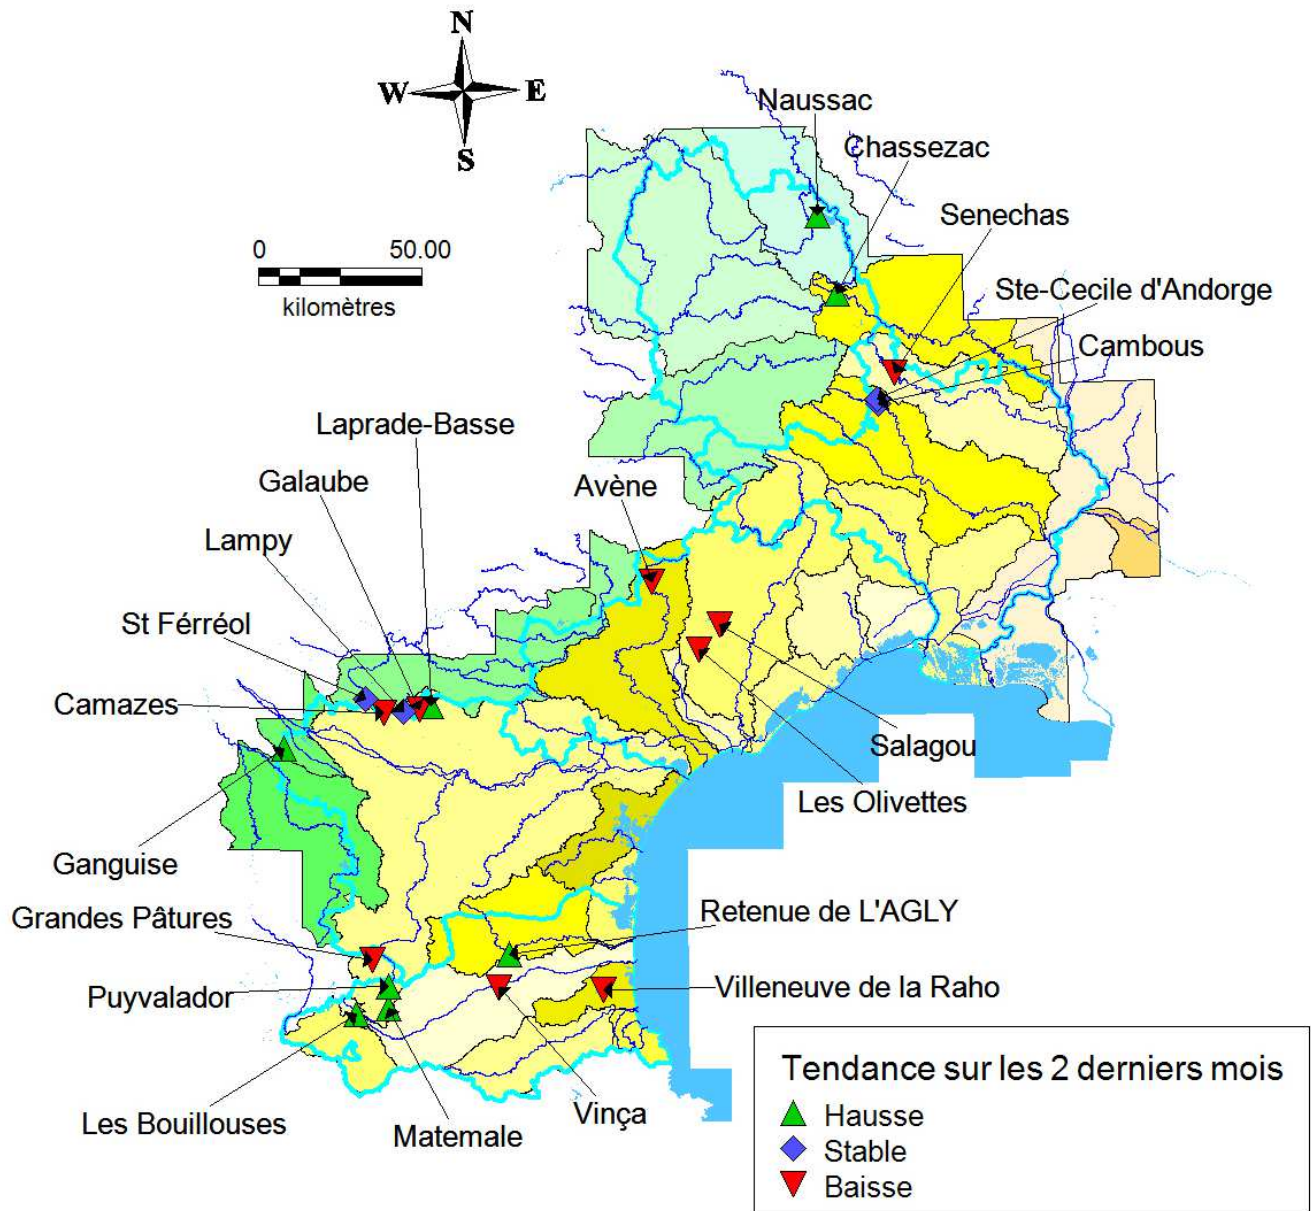 N
W E
S
Naussac
Chassezac
Senechas
0 50.00
kilomètres
Ste-Cecile d'Andorge
Cambous
Laprade-Basse
Galaube
Avène
Lampy
St Férréol
Camazes
Salagou
Les Olivettes
Ganguise
Grandes Pâtures
Retenue de L'AGLY
Puyvalador
Villeneuve de la Raho
Les Bouillouses
Matemale
Vinça
Tendance sur les 2 derniers mois
Hausse
Stable
Baisse